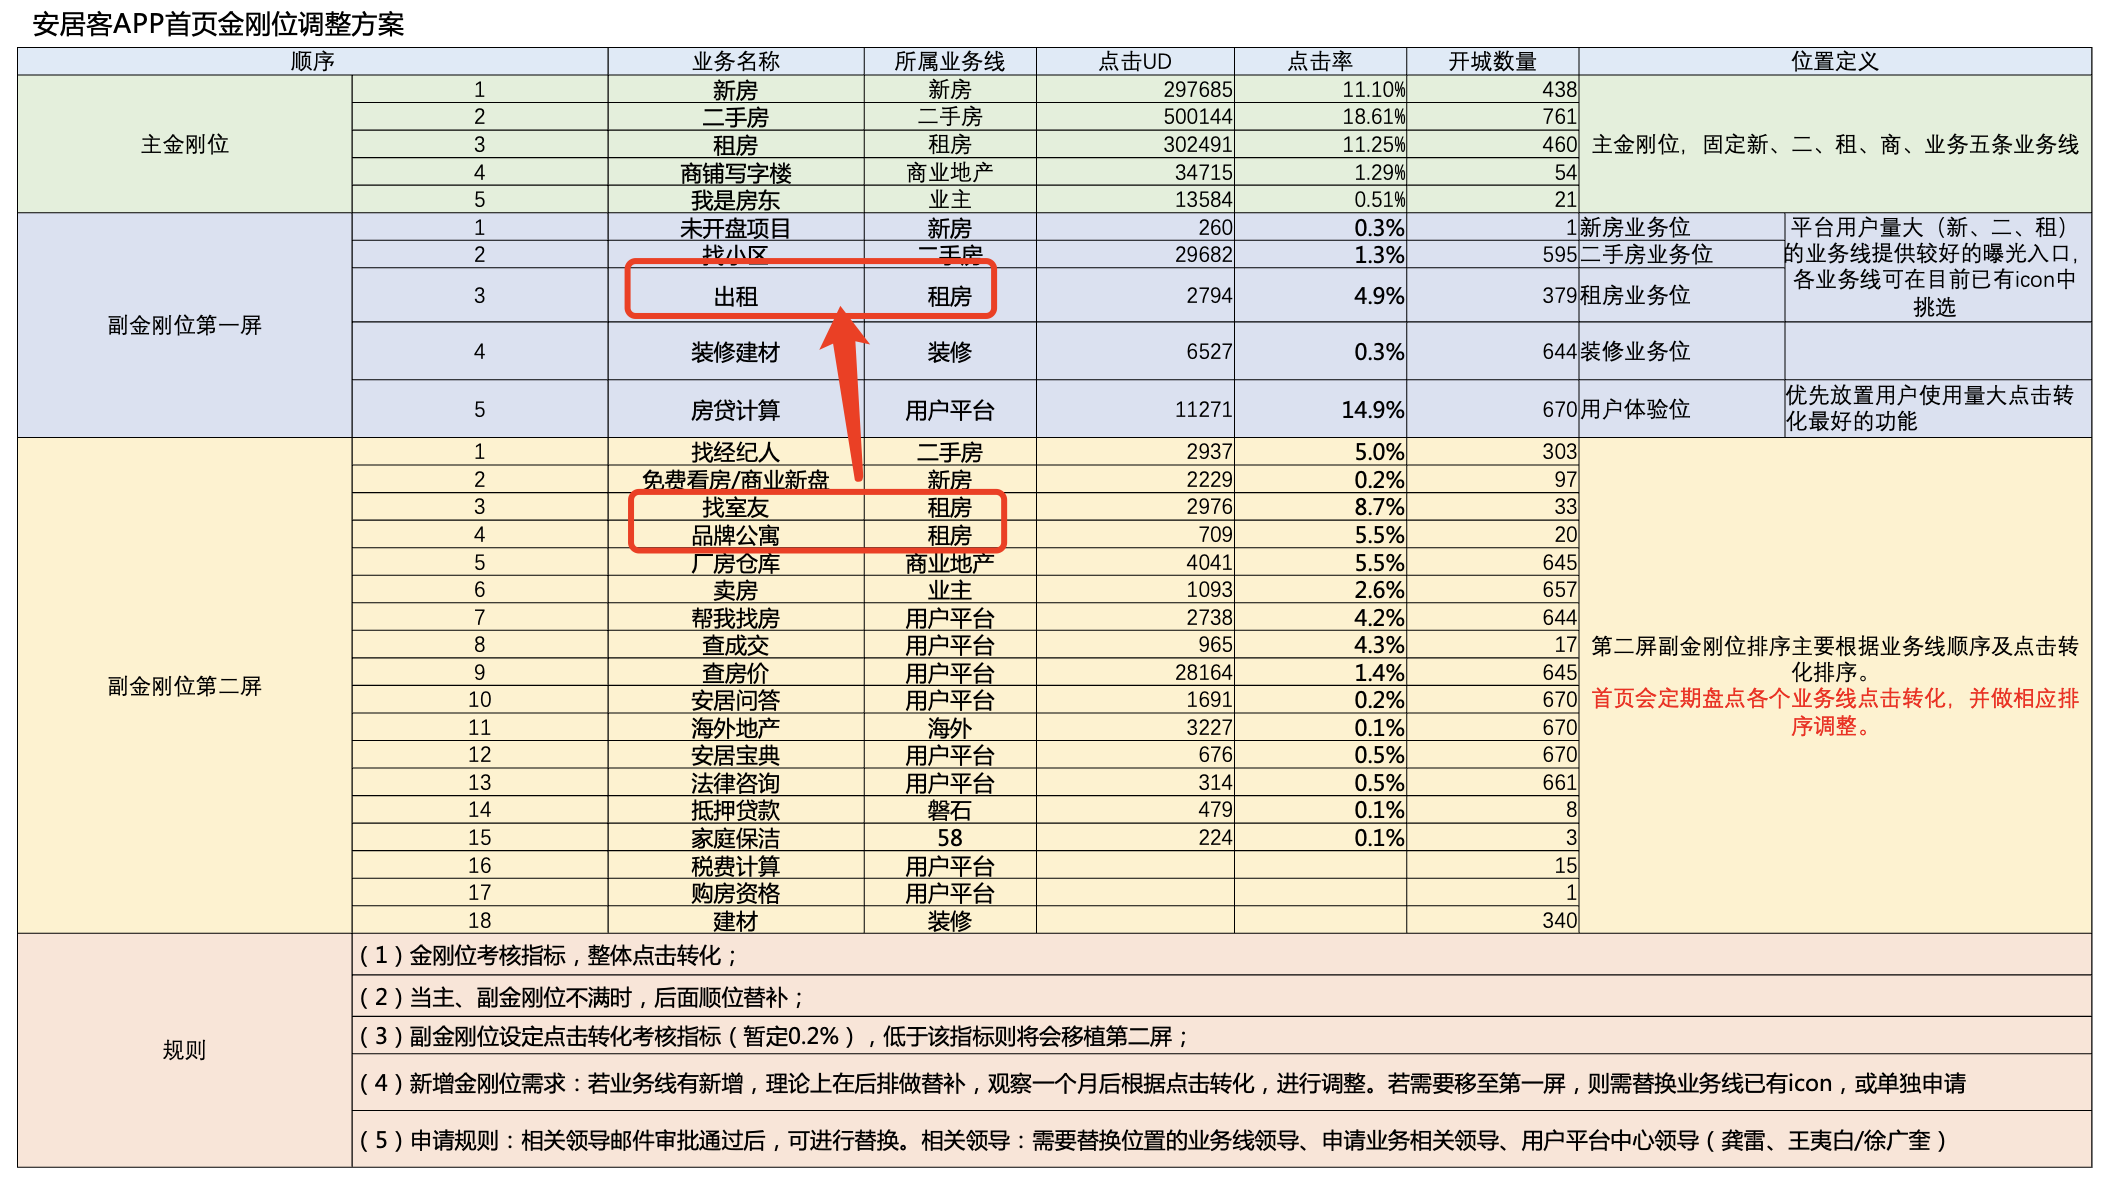 安居客APP首页金刚位调整方案
顺序 业务名称 所属业务线 点击UD 点击率 开城数量 位置定义
主金刚位
1 新房 新房 297685 11.10% 438
2 二手房 二手房 500144 18.61% 761
3 租房 租房 302491 11.25% 460
4 商铺写字楼 商业地产 34715 1.29% 54
5 我是房东 业主 13584 0.51% 21
主金刚位，固定新、二、租、商、业务五条业务线
副金刚位第一屏
1 未开盘项目 新房 260 0.3% 1 新房业务位
2 找小区 二手房 29682 1.3% 595 二手房业务位
3 出租 租房 2794 4.9% 379 租房业务位
平台用户量大（新、二、租）
的业务线提供较好的曝光入口，
各业务线可在目前已有icon中
挑选
4 装修建材 装修 6527 0.3% 644 装修业务位
5 房贷计算 用户平台 11271 14.9% 670 用户体验位
优先放置用户使用量大点击转
化最好的功能
副金刚位第二屏
1 找经纪人 二手房 2937 5.0% 303
2 免费看房/商业新盘 新房 2229 0.2% 97
3 找室友 租房 2976 8.7% 33
4 品牌公寓 租房 709 5.5% 20
5 厂房仓库 商业地产 4041 5.5% 645
6 卖房 业主 1093 2.6% 657
7 帮我找房 用户平台 2738 4.2% 644
8 查成交 用户平台 965 4.3% 17
9 查房价 用户平台 28164 1.4% 645
10 安居问答 用户平台 1691 0.2% 670
11 海外地产 海外 3227 0.1% 670
12 安居宝典 用户平台 676 0.5% 670
13 法律咨询 用户平台 314 0.5% 661
14 抵押贷款 磐石 479 0.1% 8
15 家庭保洁 58 224 0.1% 3
16 税费计算 用户平台 15
17 购房资格 用户平台 1
18 建材 装修 340
第二屏副金刚位排序主要根据业务线顺序及点击转
化排序。
首页会定期盘点各个业务线点击转化，并做相应排
序调整。
规则
（1）金刚位考核指标，整体点击转化；
（2）当主、副金刚位不满时，后面顺位替补；
（3）副金刚位设定点击转化考核指标（暂定0.2%），低于该指标则将会移植第二屏；
（4）新增金刚位需求：若业务线有新增，理论上在后排做替补，观察一个月后根据点击转化，进行调整。若需要移至第一屏，则需替换业务线已有icon，或单独申请
（5）申请规则：相关领导邮件审批通过后，可进行替换。相关领导：需要替换位置的业务线领导、申请业务相关领导、用户平台中心领导（龚雷、王夷白/徐广奎）